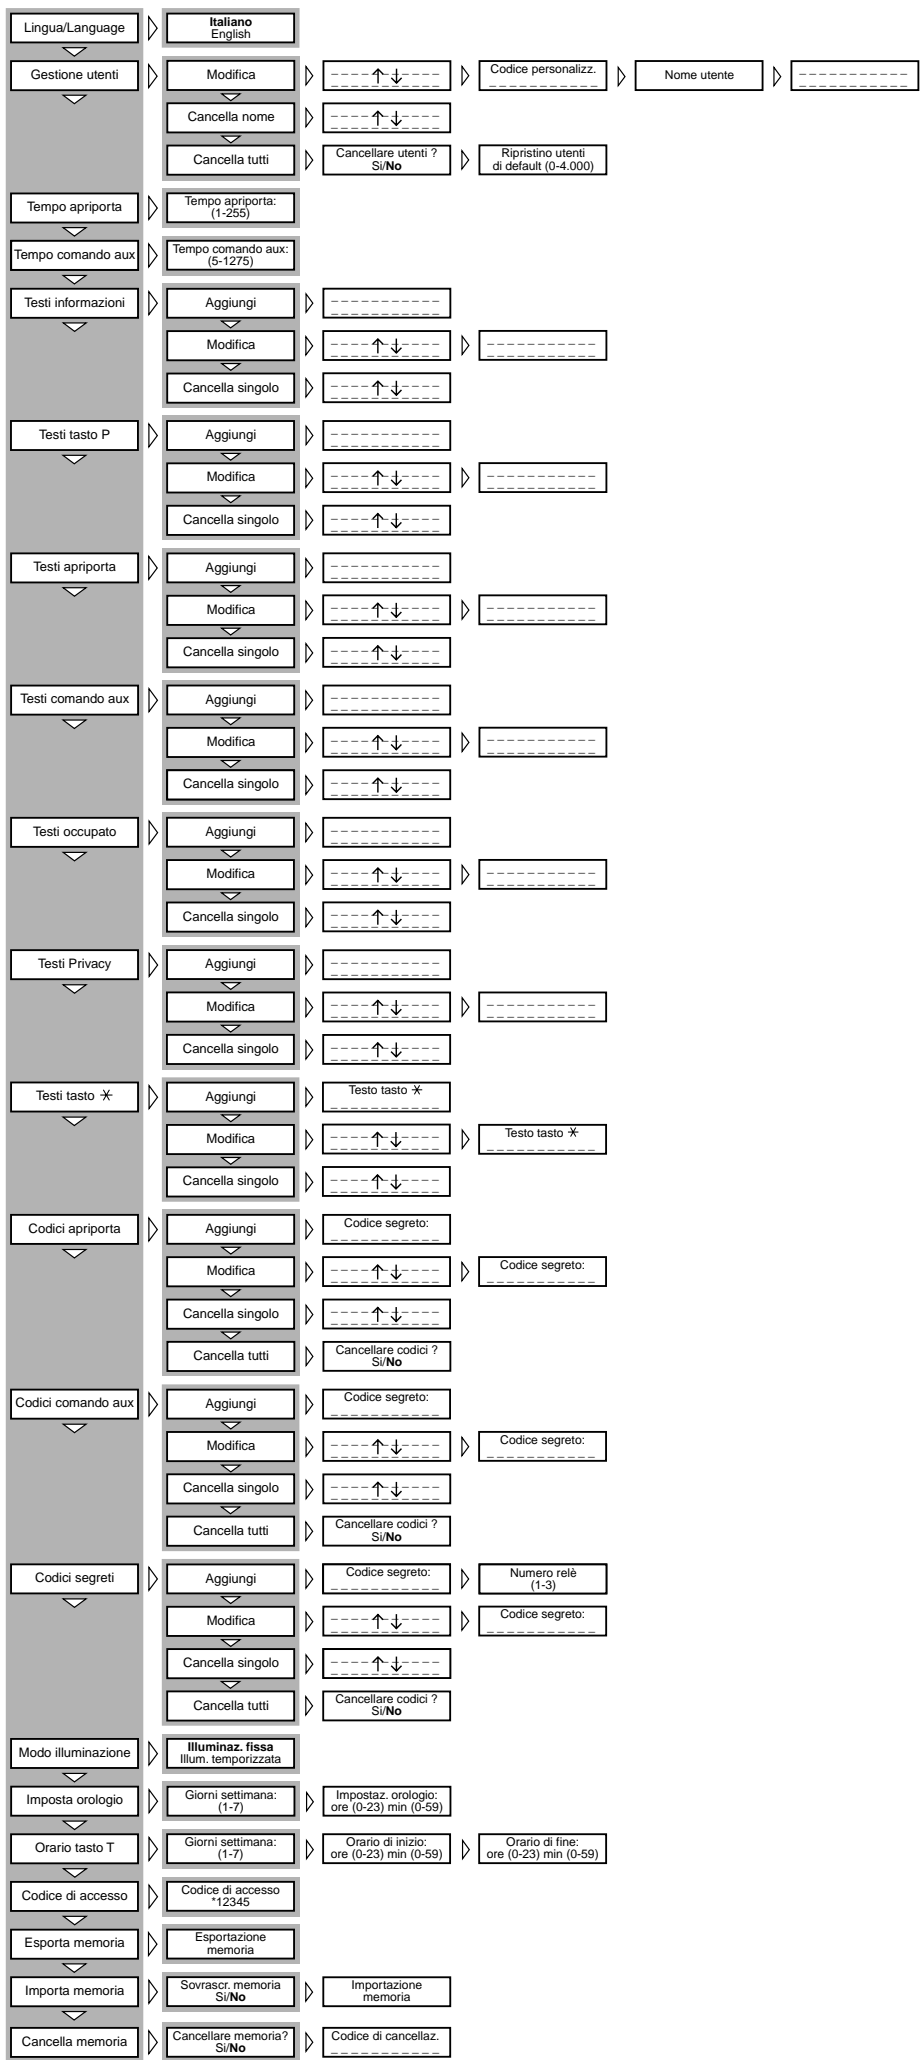 Lingua/Language
Italiano
English
Gestione utenti
Modifica
Codice personalizz.
Nome utente
Cancella nome
Cancella tutti
Cancellare utenti ?
Si/No
Ripristino utenti
di default (0-4.000)
Tempo apriporta
Tempo apriporta:
(1-255)
Tempo comando aux
Tempo comando aux:
(5-1275)
Testi informazioni
Aggiungi
Modifica
Cancella singolo
Testi tasto P
Aggiungi
Modifica
Cancella singolo
Testi apriporta
Aggiungi
Modifica
Cancella singolo
Testi comando aux
Aggiungi
Modifica
Cancella singolo
Testi occupato
Aggiungi
Modifica
Cancella singolo
Testi Privacy
Aggiungi
Modifica
Cancella singolo
Testi tasto *
Aggiungi
Testo tasto *
Modifica
Testo tasto *
Cancella singolo
Codici apriporta
Aggiungi
Codice segreto:
Modifica
Codice segreto:
Cancella singolo
Cancella tutti
Cancellare codici ?
Si/No
Codici comando aux
Aggiungi
Codice segreto:
Modifica
Codice segreto:
Cancella singolo
Cancella tutti
Cancellare codici ?
Si/No
Codici segreti
Aggiungi
Codice segreto:
Numero relè
(1-3)
Modifica
Codice segreto:
Cancella singolo
Cancella tutti
Cancellare codici ?
Si/No
Modo illuminazione
Illuminaz. fissa
Illum. temporizzata
Imposta orologio
Giorni settimana:
(1-7)
Impostaz. orologio:
ore (0-23) min (0-59)
Orario tasto T
Giorni settimana:
(1-7)
Orario di inizio:
ore (0-23) min (0-59)
Orario di fine:
ore (0-23) min (0-59)
Codice di accesso
Codice di accesso
*12345
Esporta memoria
Esportazione
memoria
Importa memoria
Sovrascr. memoria
Si/No
Importazione
memoria
Cancella memoria
Cancellare memoria?
Si/No
Codice di cancellaz.